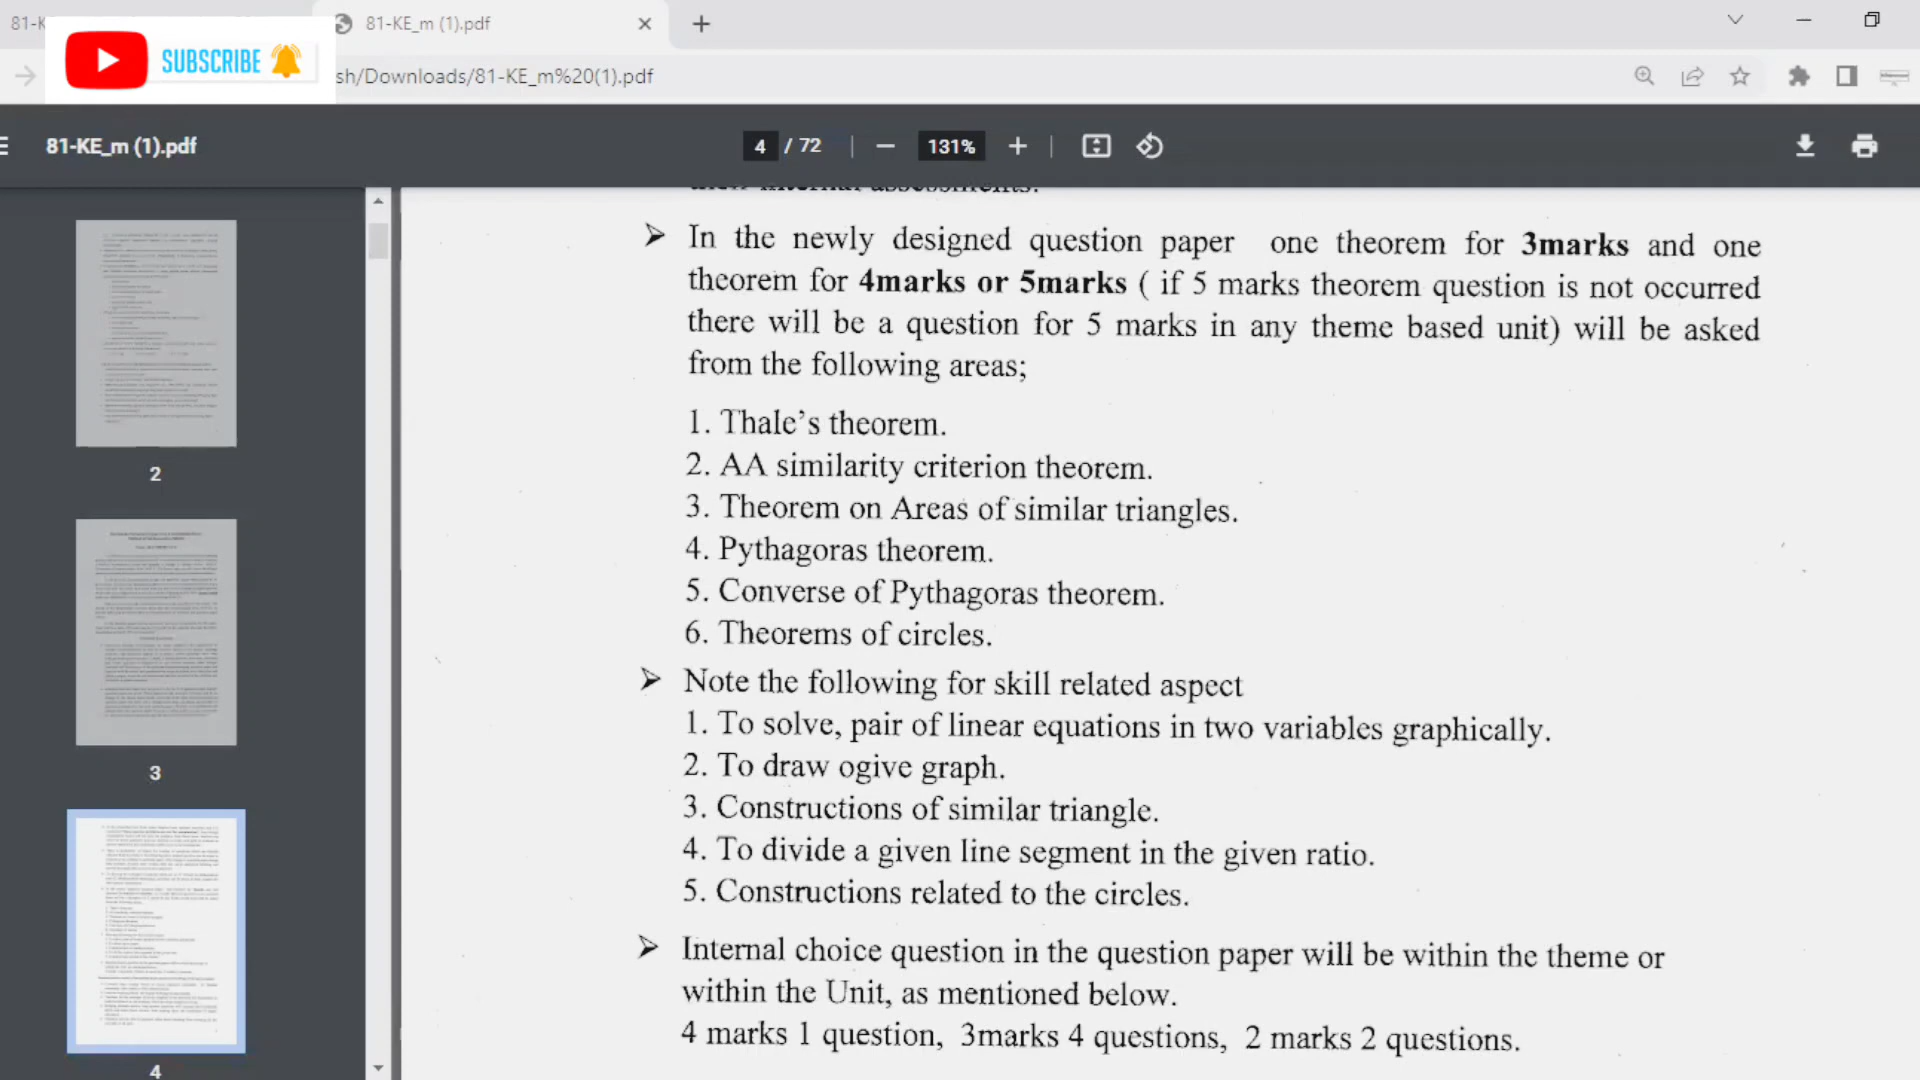 81-K
81-KE_m (1).pdf
SUBSCRIBE
sh/Downloads/81-KE_m%20(1).pdf
81-KE_m (1).pdf
4 / 72
131%
internal assessments.
➤ In the newly designed question paper one theorem for 3marks and one
theorem for 4marks or 5marks ( if 5 marks theorem question is not occurred
there will be a question for 5 marks in any theme based unit) will be asked
from the following areas;
1. Thale’s theorem.
2. AA similarity criterion theorem.
3. Theorem on Areas of similar triangles.
4. Pythagoras theorem.
5. Converse of Pythagoras theorem.
6. Theorems of circles.
➤ Note the following for skill related aspect
1. To solve, pair of linear equations in two variables graphically.
2. To draw ogive graph.
3. Constructions of similar triangle.
4. To divide a given line segment in the given ratio.
5. Constructions related to the circles.
➤ Internal choice question in the question paper will be within the theme or
within the Unit, as mentioned below.
4 marks 1 question, 3marks 4 questions, 2 marks 2 questions.
2
3
4